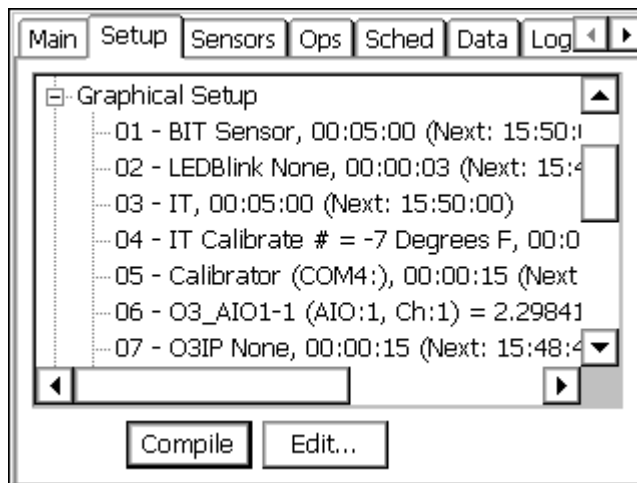 Main Setup Sensors Ops Sched Data Log
Graphical Setup
01 - BIT Sensor, 00:05:00 (Next: 15:50:
02 - LEDBlink None, 00:00:03 (Next: 15:4
03 - IT, 00:05:00 (Next: 15:50:00)
04 - IT Calibrate # = -7 Degrees F, 00:0
05 - Calibrator (COM4:), 00:00:15 (Next
06 - O3_AIO1-1 (AIO:1, Ch:1) = 2.29841
07 - O3IP None, 00:00:15 (Next: 15:48:4
Compile Edit...